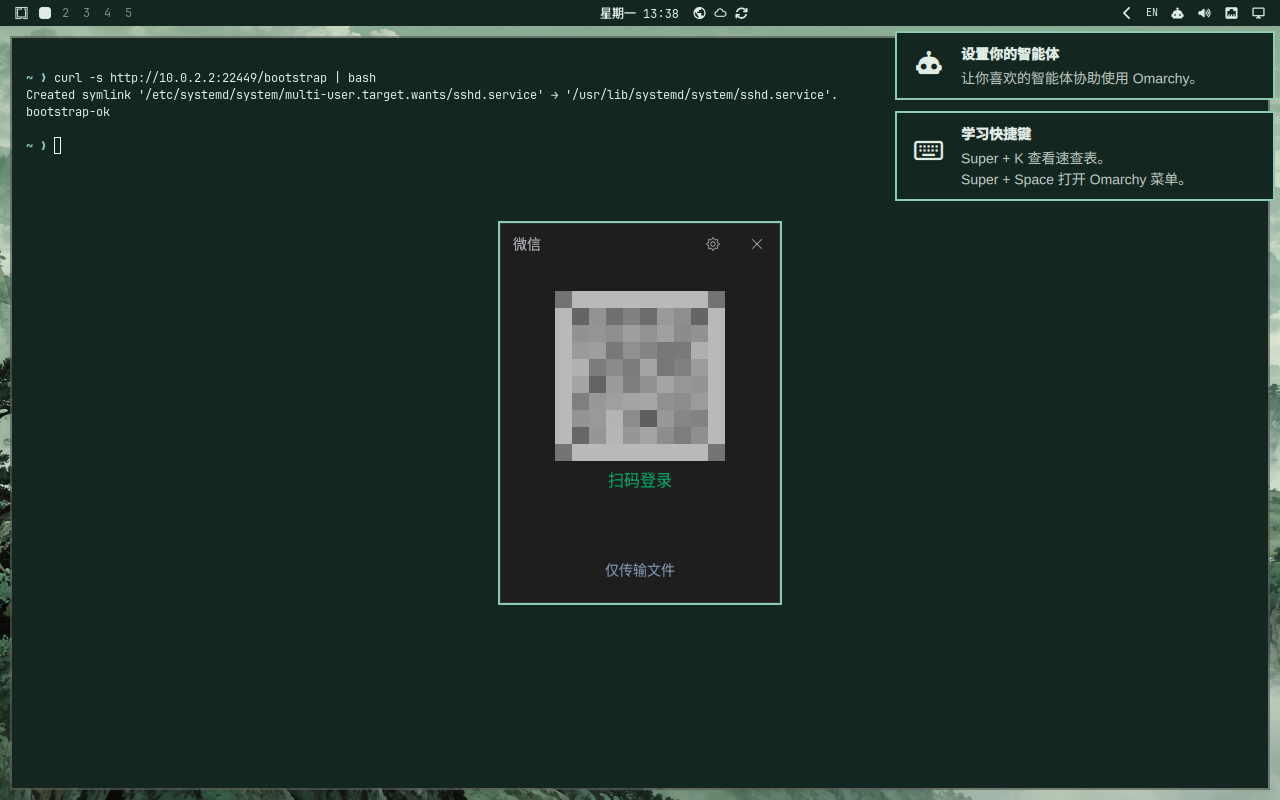 2 3 4 5
星期一 13:38
EN
~ ❯ curl -s http://10.0.2.2:22449/bootstrap | bash
Created symlink '/etc/systemd/system/multi-user.target.wants/sshd.service' → '/usr/lib/systemd/system/sshd.service'.
bootstrap-ok
~ ❯
设置你的智能体
让你喜欢的智能体协助使用 Omarchy。
学习快捷键
Super + K 查看速查表。
Super + Space 打开 Omarchy 菜单。
微信
扫码登录
仅传输文件